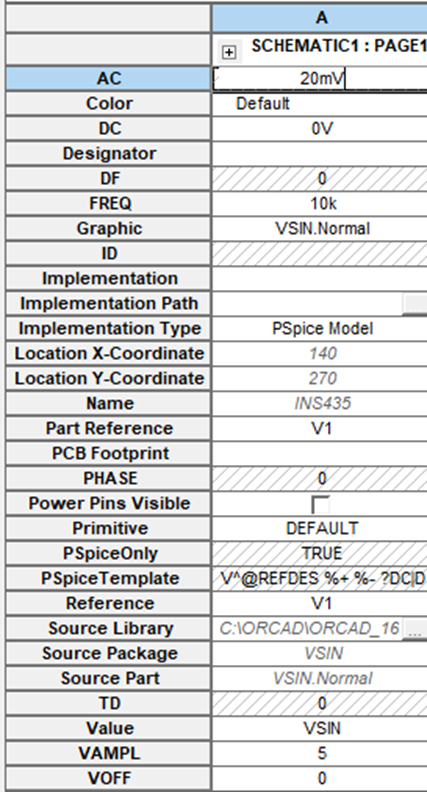 A
SCHEMATIC1 : PAGE1
AC 20mV
Color Default
DC 0V
Designator
DF 0
FREQ 10k
Graphic VSIN.Normal
ID
Implementation
Implementation Path
Implementation Type PSpice Model
Location X-Coordinate 140
Location Y-Coordinate 270
Name INS435
Part Reference V1
PCB Footprint
PHASE 0
Power Pins Visible
Primitive DEFAULT
PSpiceOnly TRUE
PSpiceTemplate V^@REFDES %+ %- ?DC|D
Reference V1
Source Library C:\ORCAD\ORCAD_16 ...
Source Package VSIN
Source Part VSIN.Normal
TD 0
Value VSIN
VAMPL 5
VOFF 0